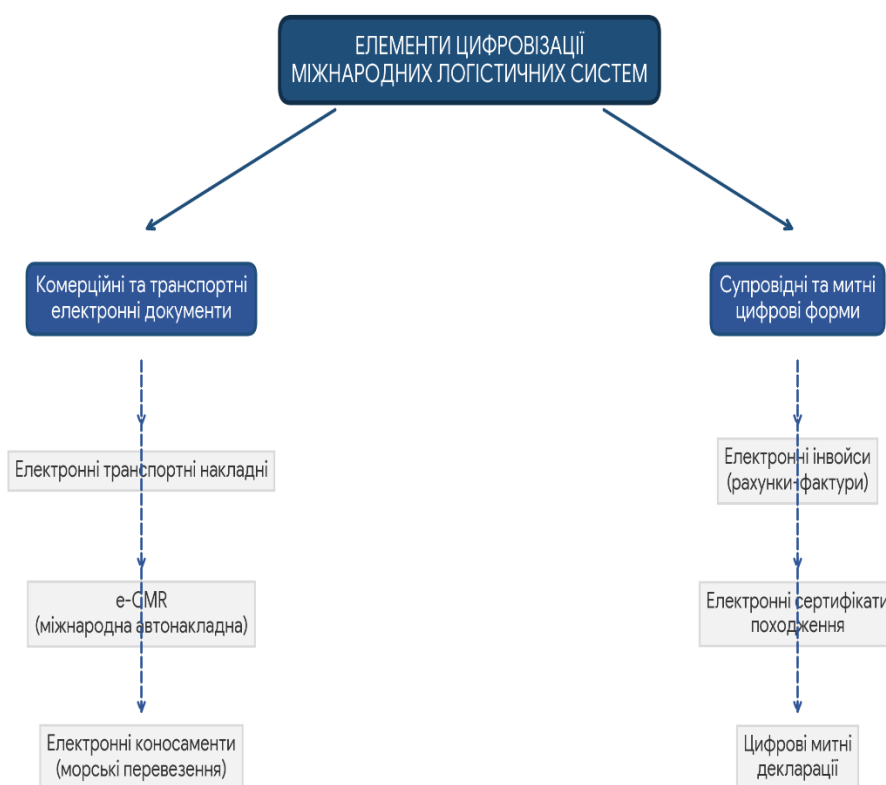 ЕЛЕМЕНТИ ЦИФРОВІЗАЦІЇ
МІЖНАРОДНИХ ЛОГІСТИЧНИХ СИСТЕМ
Комерційні та транспортні
електронні документи
Електронні транспортні накладні
e-CMR
(міжнародна автонакладна)
Електронні коносаменти
(морські перевезення)
Супровідні та митні
цифрові форми
Електронні інвойси
(рахунки-фактури)
Електронні сертифікати
походження
Цифрові митні
декларації